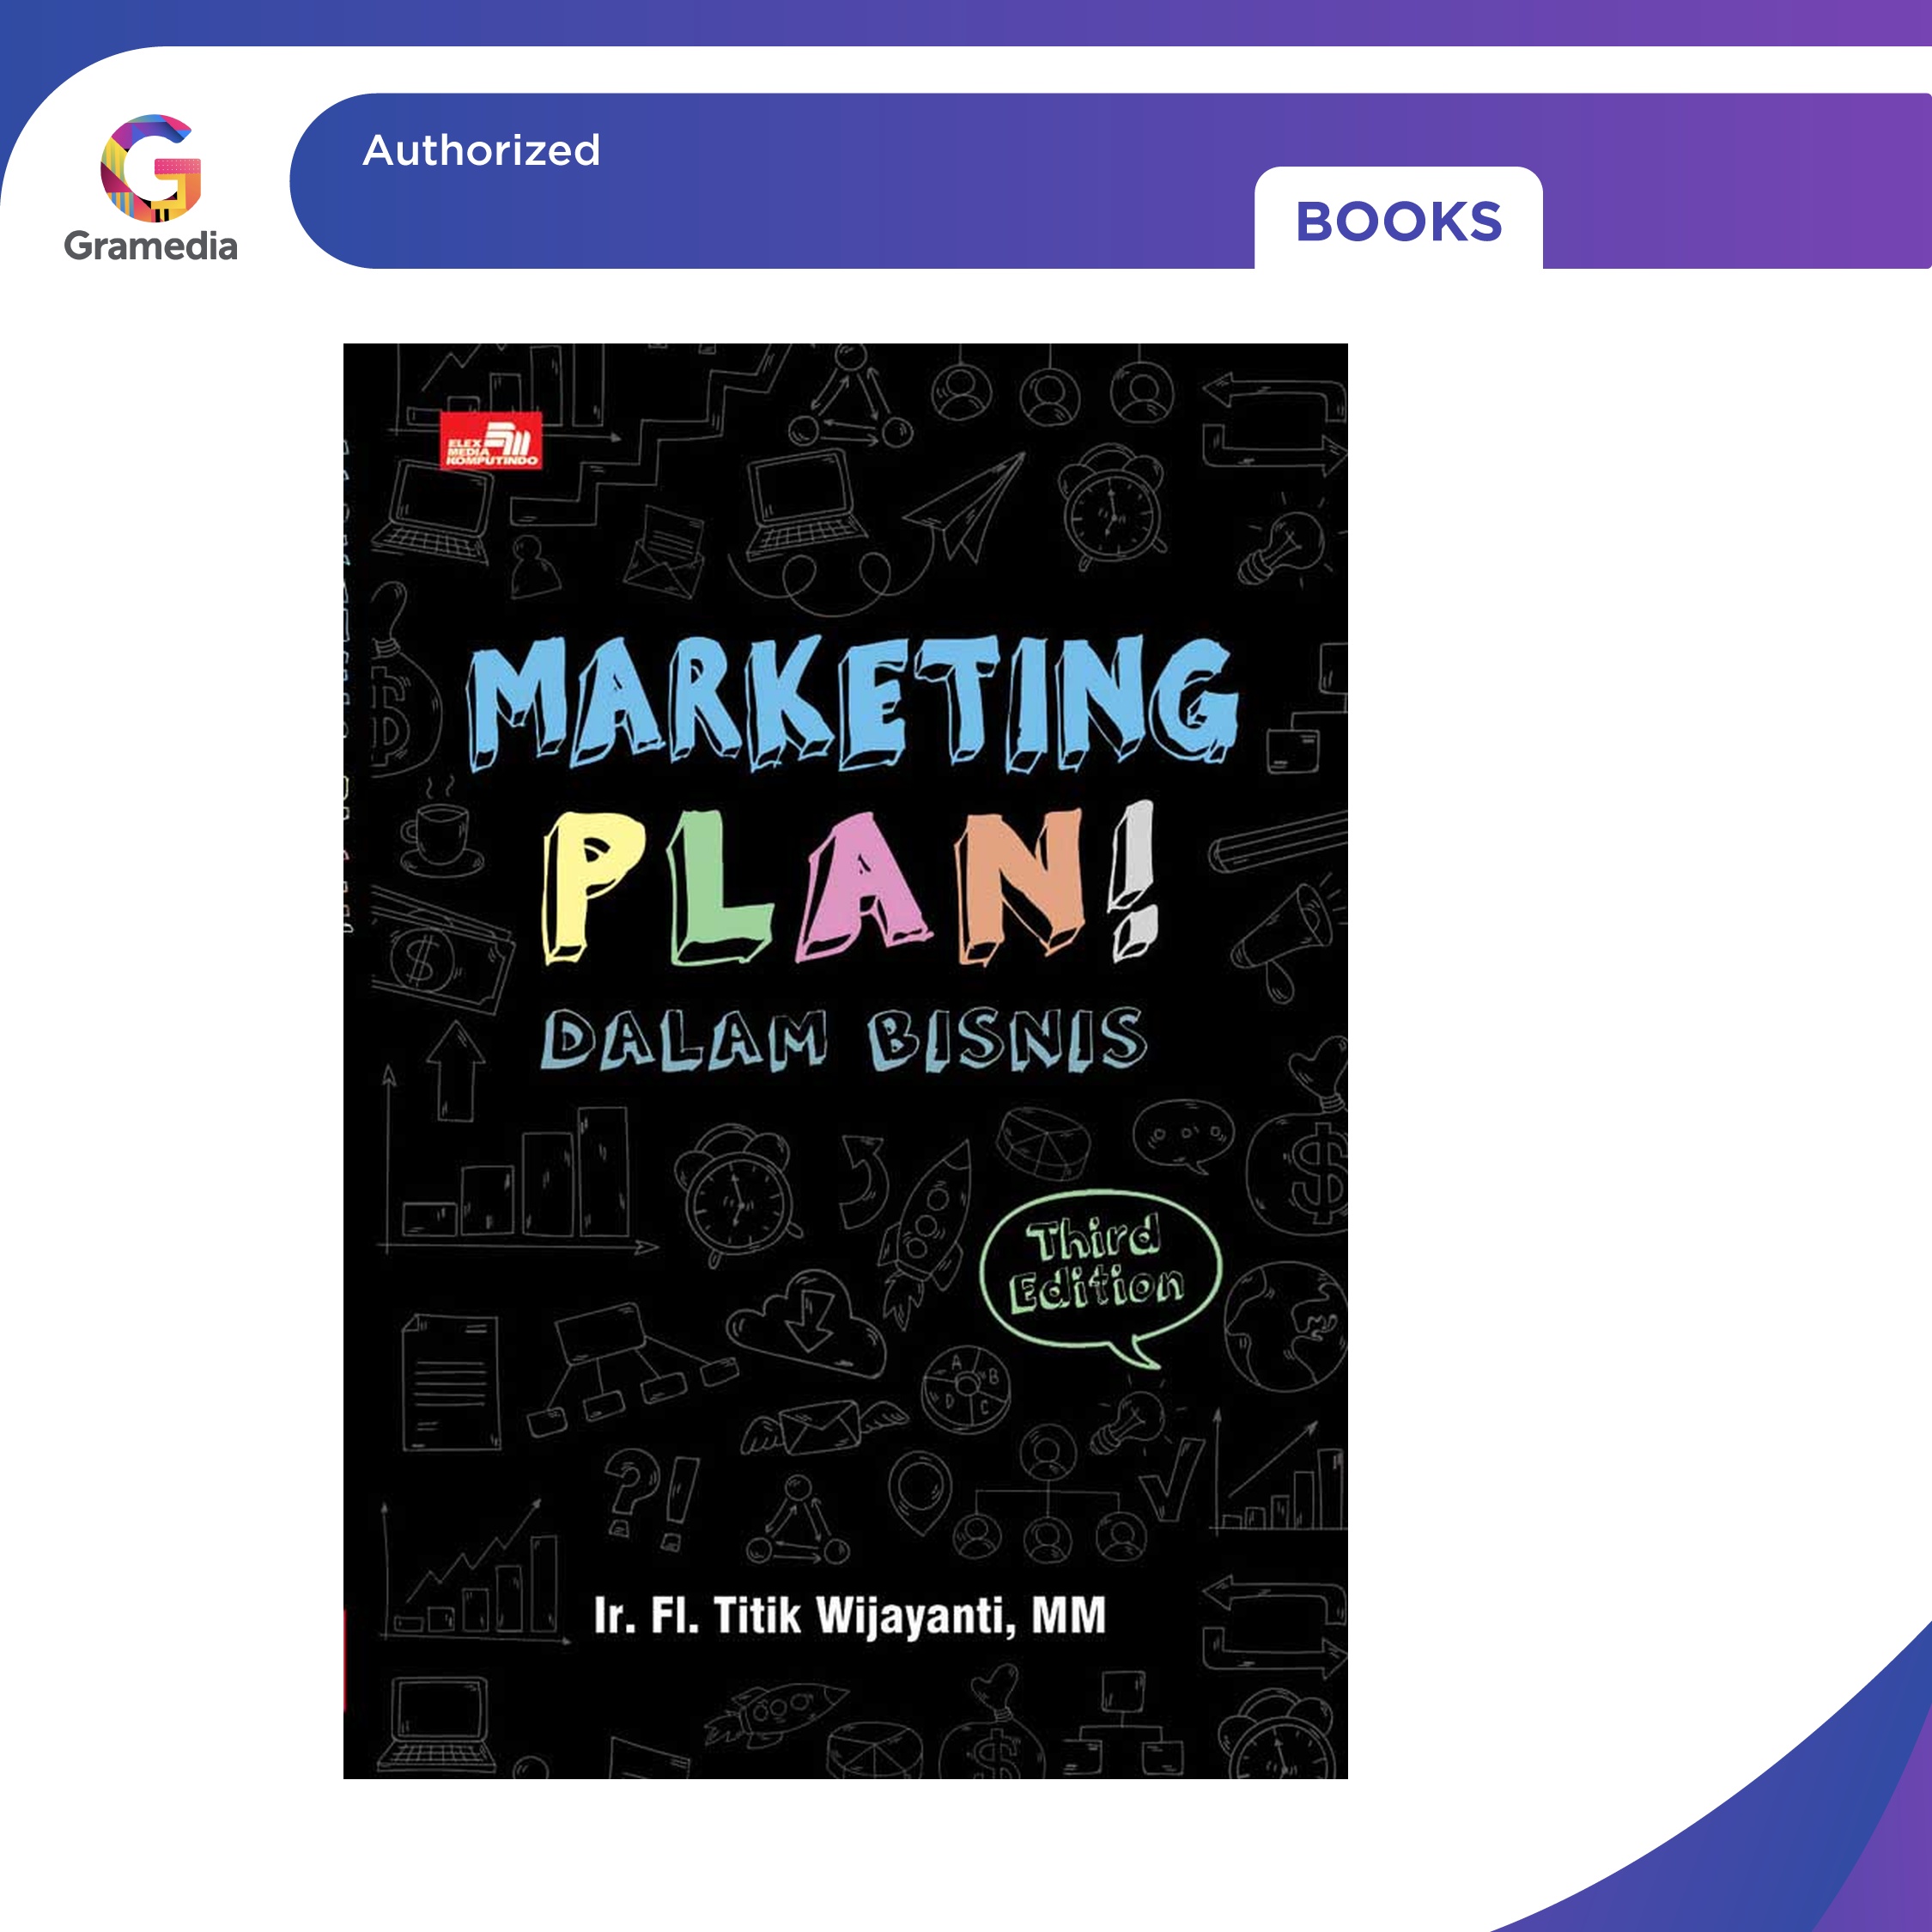 Gramedia
Authorized
BOOKS
ELEX
MEDIA
KOMPUTINDO
MARKETING
PLAN!
DALAM BISNIS
Third
Edition
A
B
D
C
?!
Ir. Fl. Titik Wijayanti, MM